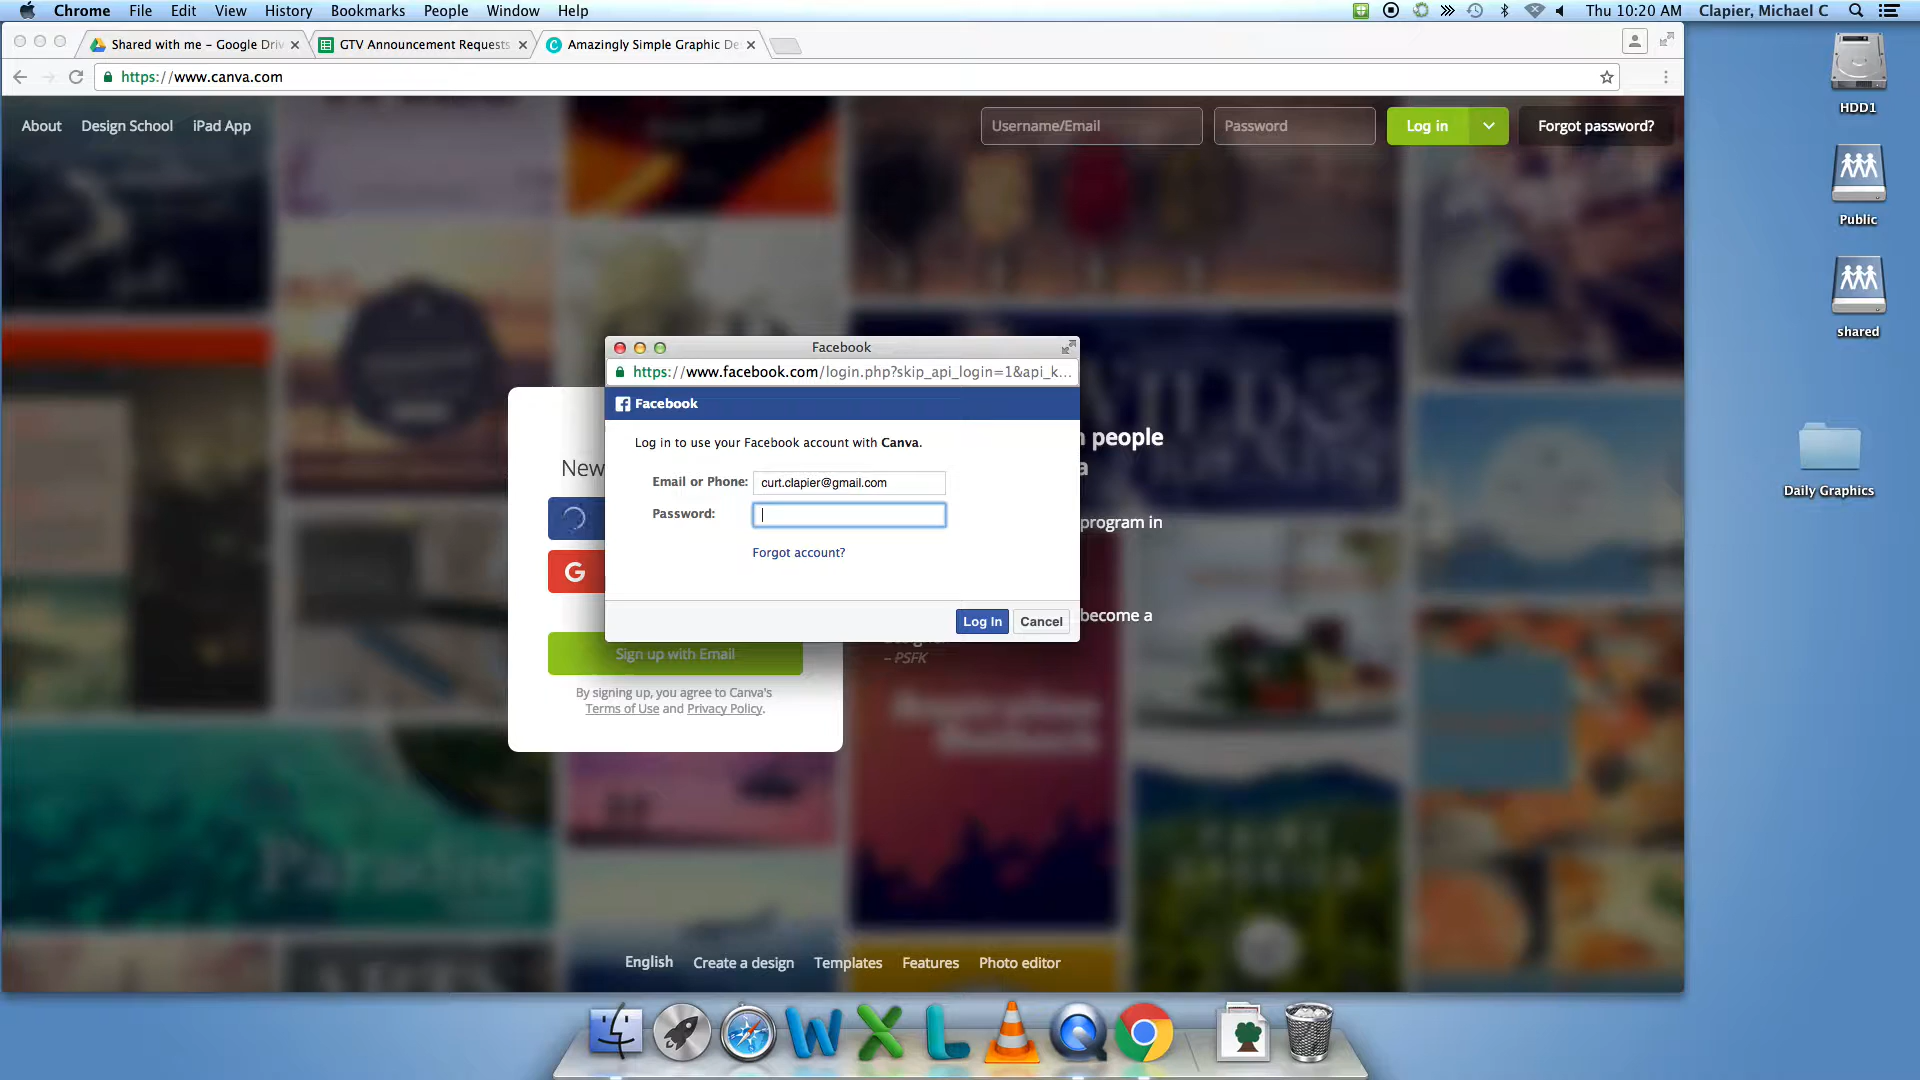 Chrome File Edit View History Bookmarks People Window Help
Thu 10:20 AM Clapier, Michael C
Shared with me - Google Driv
GTV Announcement Requests
Amazingly Simple Graphic De
https://www.canva.com
About Design School iPad App
Username/Email Password Log in Forgot password?
HDD1
Public
shared
Daily Graphics
Facebook
https://www.facebook.com/login.php?skip_api_login=1&api_k...
Facebook
Log in to use your Facebook account with Canva.
Email or Phone: curt.clapier@gmail.com
Password:
Forgot account?
Log In Cancel
New
G
Sign up with Email
By signing up, you agree to Canva's
Terms of Use and Privacy Policy.
people
a
program in
become a
– PSFK
Paradise
English Create a design Templates Features Photo editor
W X L Q